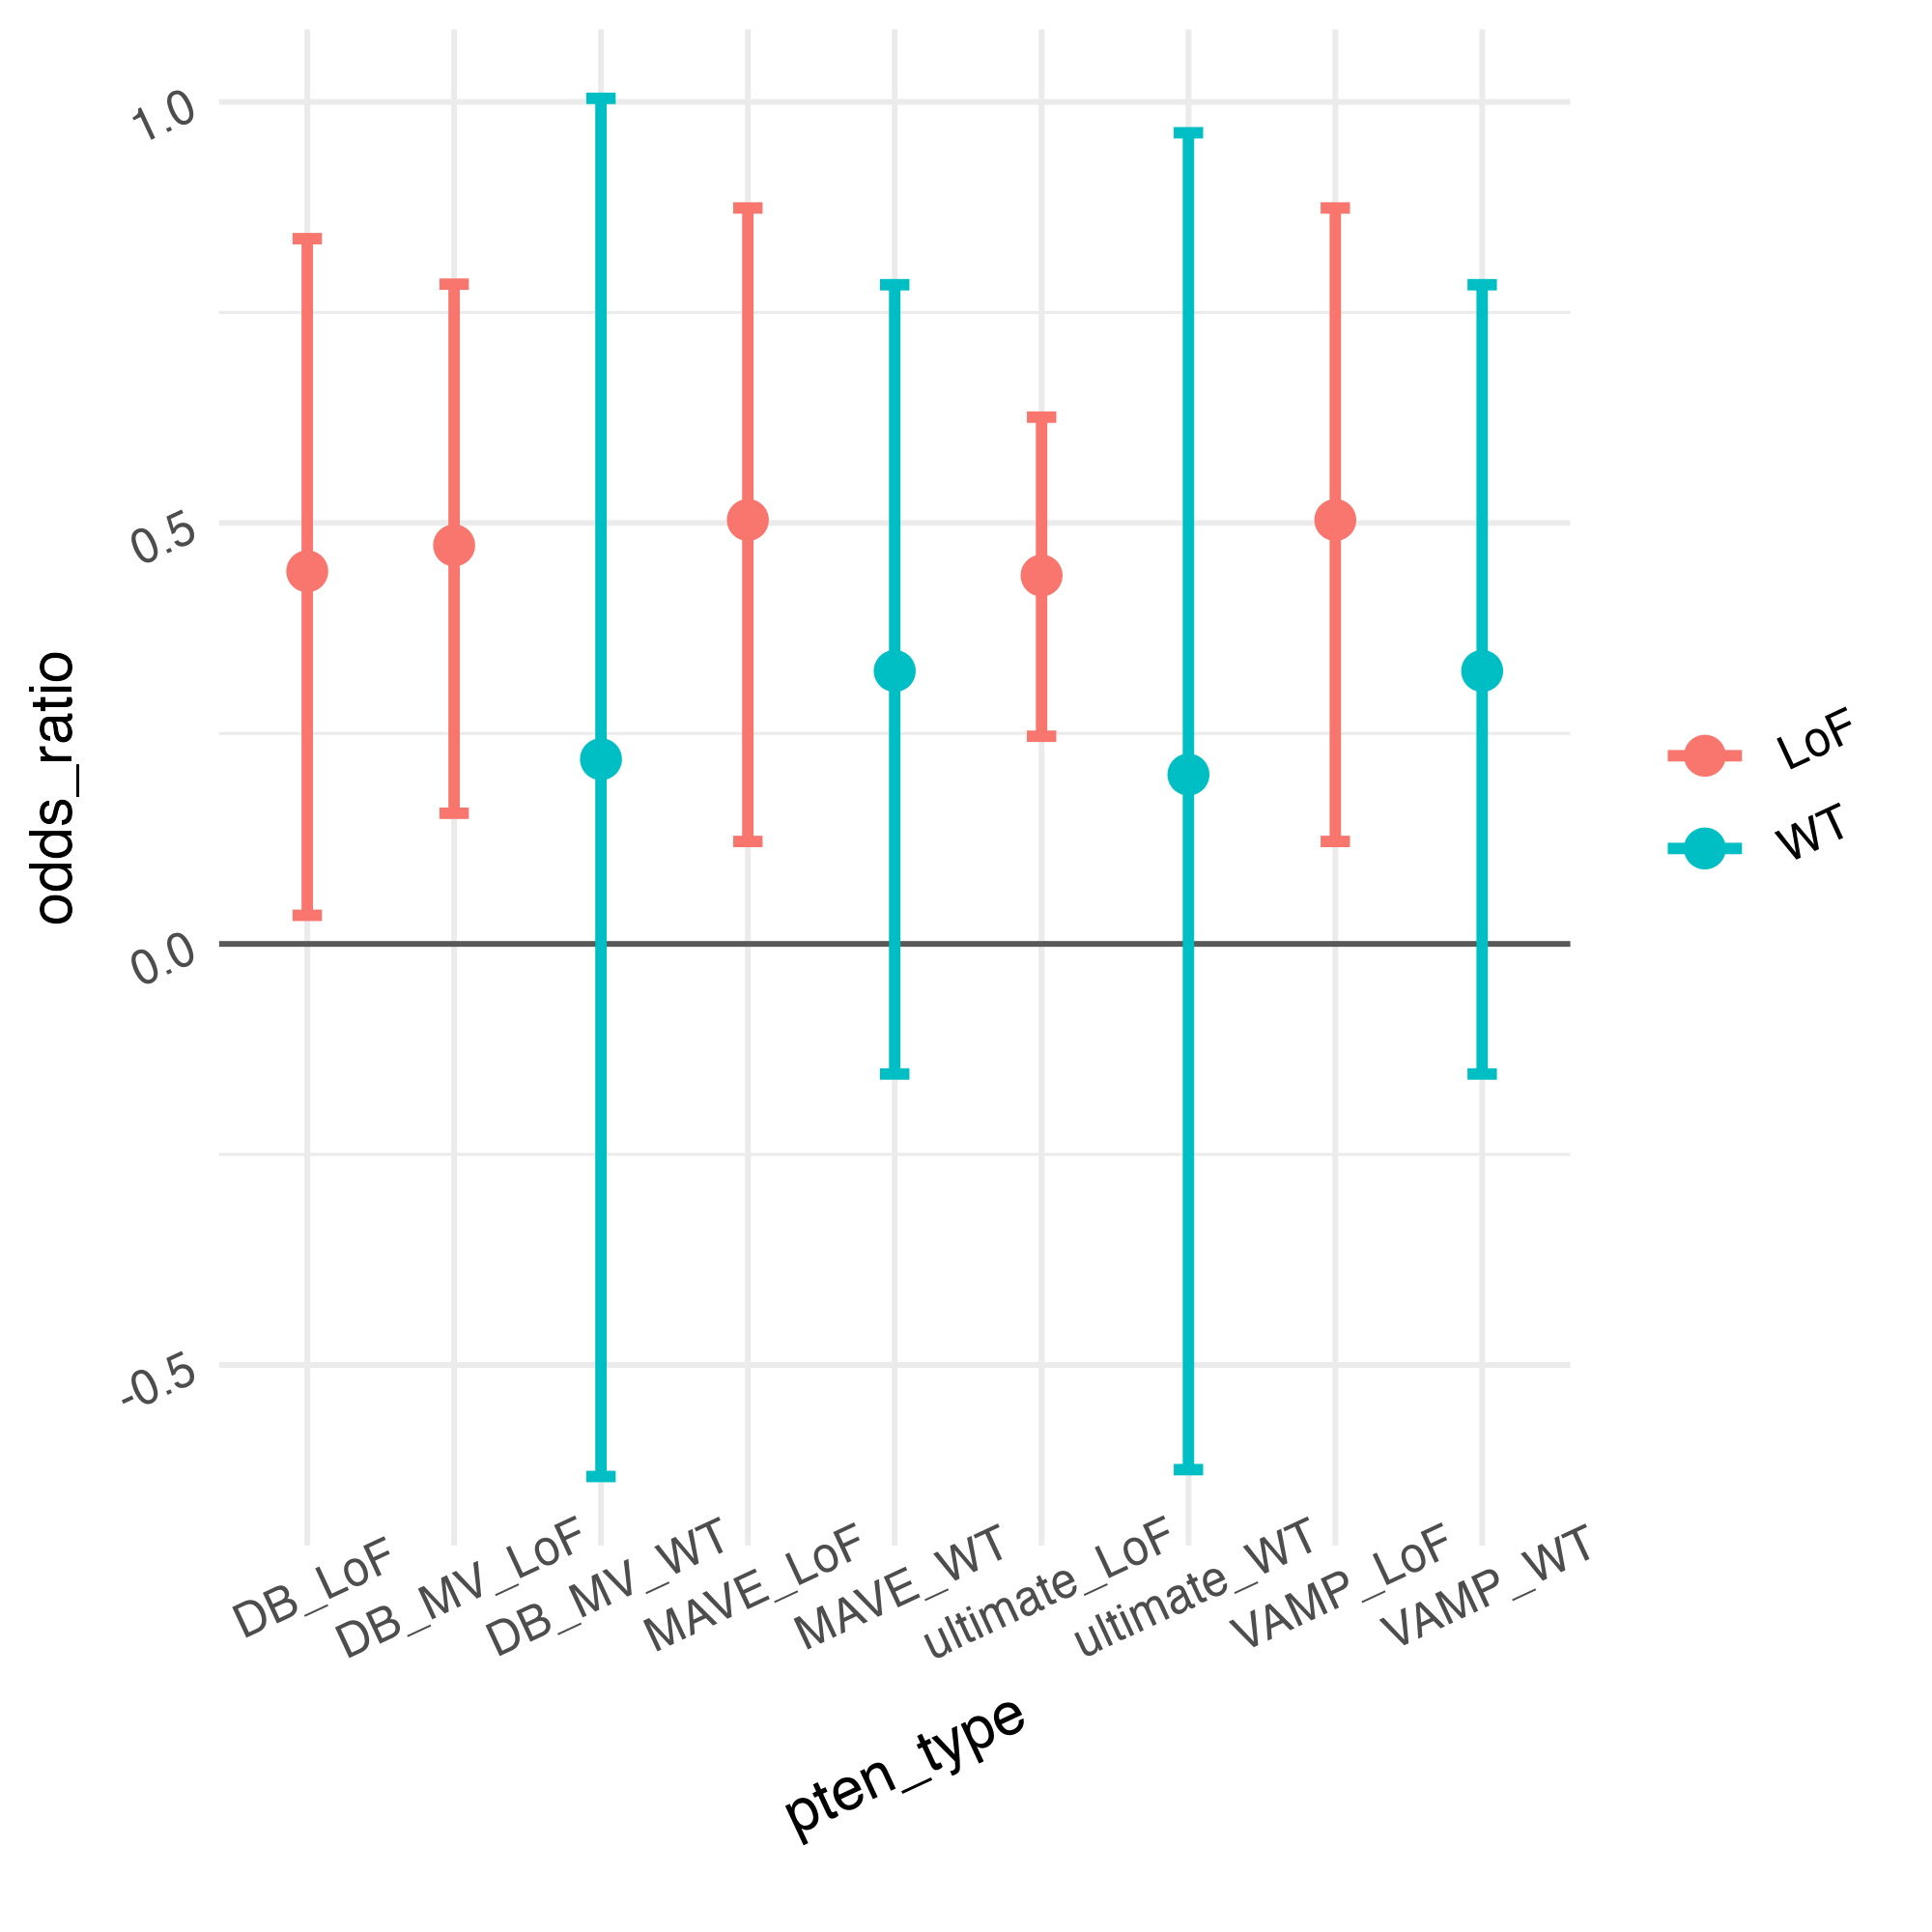 1.0
0.5
0.0
-0.5
odds_ratio
DB_LoF
DB_MV_LoF
DB_MV_WT
MAVE_LoF
MAVE_WT
ultimate_LoF
ultimate_WT
VAMP_LoF
VAMP_WT
pten_type
LoF
WT